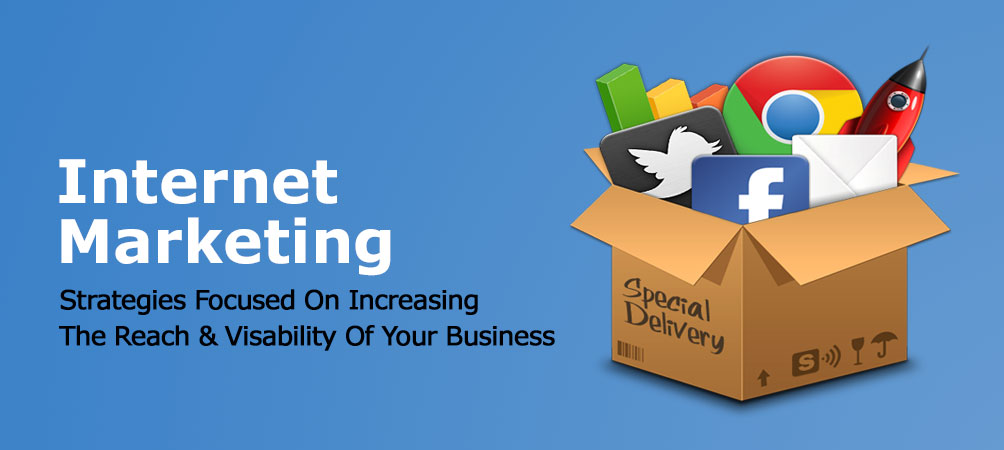 Internet
Marketing
Strategies Focused On Increasing
The Reach & Visability Of Your Business
f
Special
Delivery
S